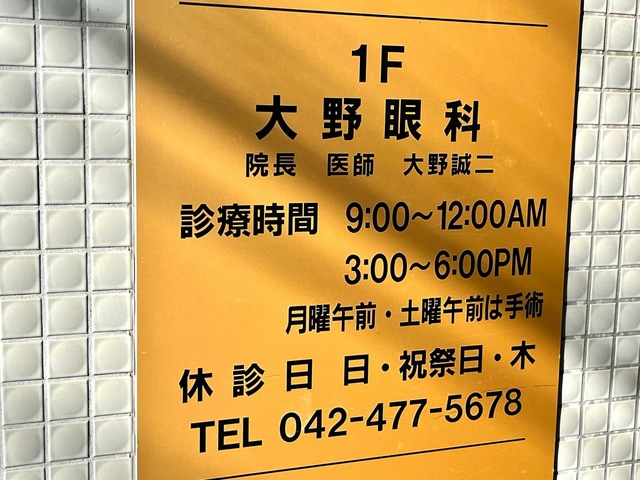 1F
大野眼科
院長 医師 大野誠二
診療時間 9:00～12:00AM
3:00～6:00PM
月曜午前・土曜午前は手術
休診日 日・祝祭日・木
TEL 042-477-5678